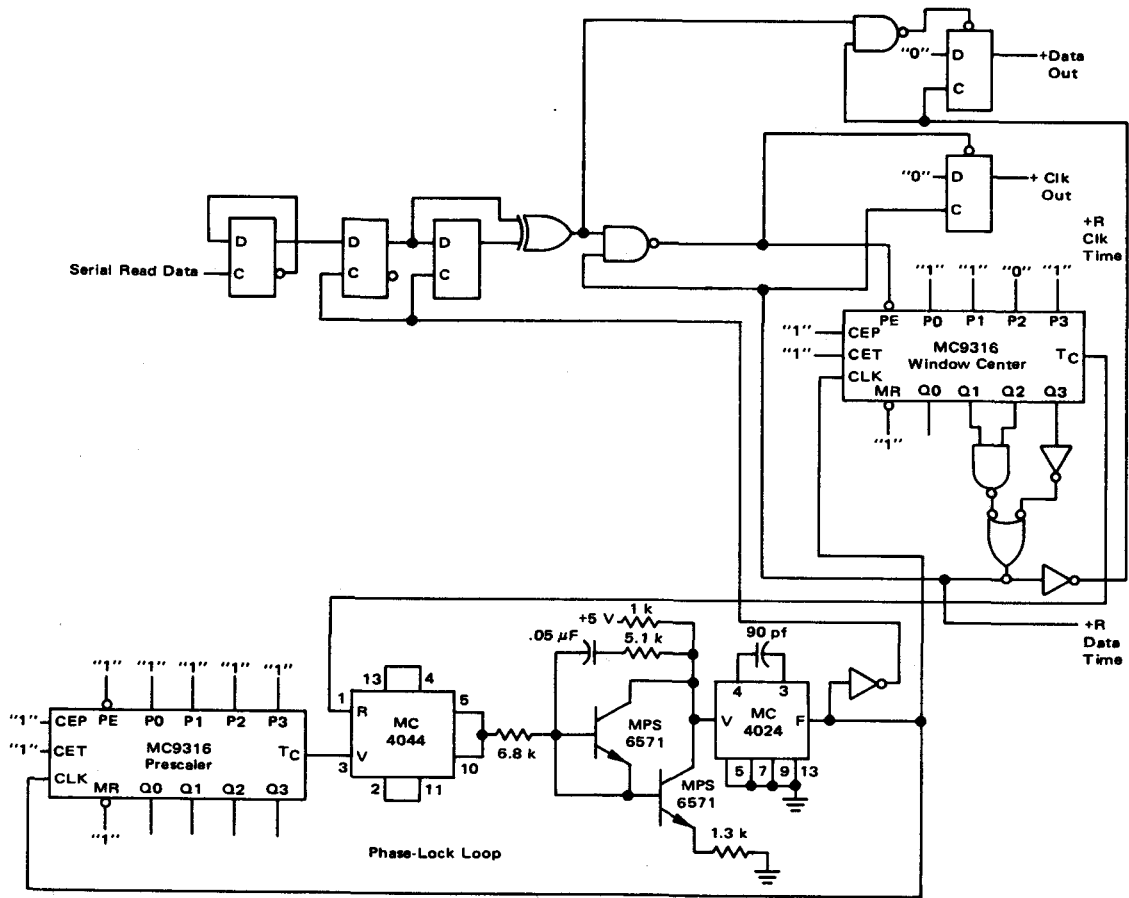 "0"
D
C
+Data
Out
"0"
D
C
+ Clk
Out
+R
Clk
Time
D
C
D
C
D
C
Serial Read Data
"1"
"1"
"0"
"1"
PE
P0
P1
P2
P3
"1"
CEP
"1"
CET
CLK
MC9316
Window Center
TC
MR
Q0
Q1
Q2
Q3
"1"
+R
Data
Time
+5 V
1 k
.05 µF
5.1 k
90 pf
"1"
"1"
"1"
"1"
"1"
PE
P0
P1
P2
P3
"1"
CEP
"1"
CET
CLK
MC9316
Prescaler
TC
MR
Q0
Q1
Q2
Q3
"1"
13
4
1
R
MC
4044
5
V
3
10
2
11
6.8 k
MPS
6571
MPS
6571
1.3 k
4
3
V
MC
4024
F
5
7
9
13
Phase-Lock Loop